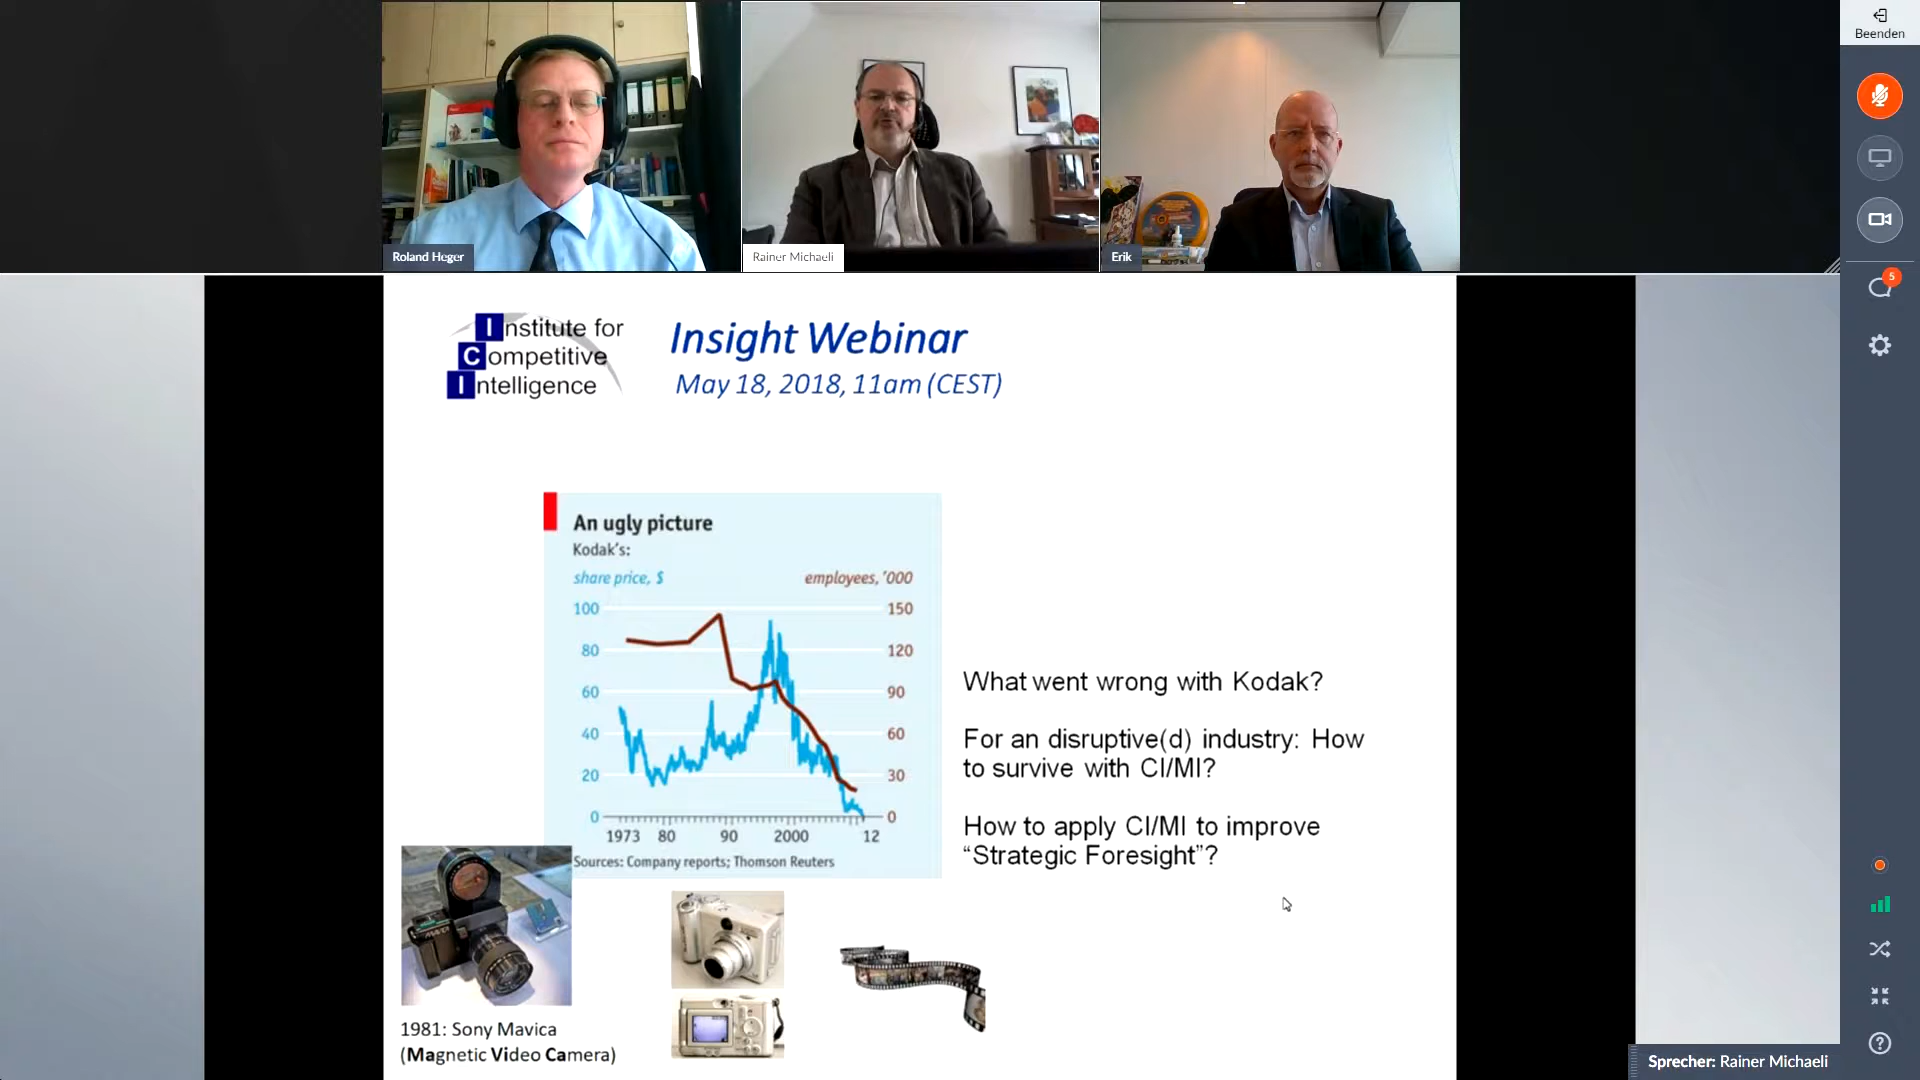 Beenden
Roland Heger
Rainer Michaeli
Erik
5
Institute for
Competitive
Intelligence
Insight Webinar
May 18, 2018, 11am (CEST)
An ugly picture
Kodak's:
share price, $
employees, '000
100
150
80
120
60
90
40
60
20
30
0
0
1973 80 90 2000 12
Sources: Company reports; Thomson Reuters
What went wrong with Kodak?
For an disruptive(d) industry: How
to survive with CI/MI?
How to apply CI/MI to improve
“Strategic Foresight”?
1981: Sony Mavica
(Magnetic Video Camera)
Sprecher: Rainer Michaeli